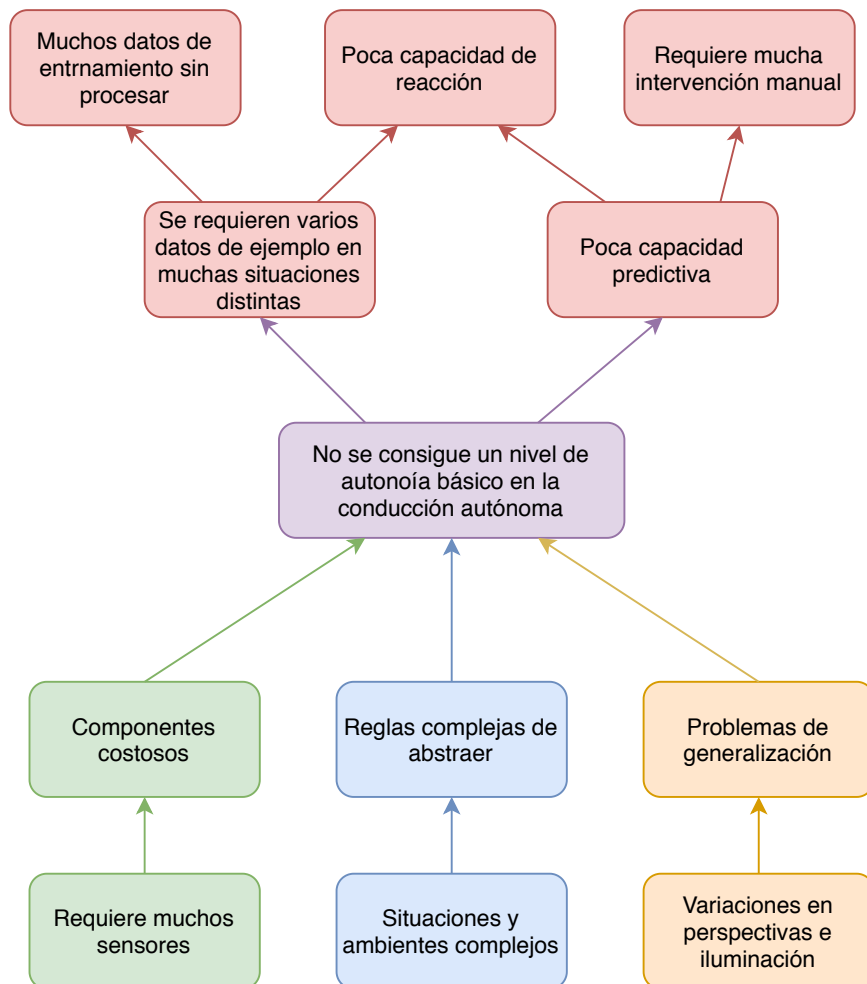 Muchos datos de
entrnamiento sin
procesar
Poca capacidad de
reacción
Requiere mucha
intervención manual
Se requieren varios
datos de ejemplo en
muchas situaciones
distintas
Poca capacidad
predictiva
No se consigue un nivel de
autonoía básico en la
conducción autónoma
Componentes
costosos
Reglas complejas de
abstraer
Problemas de
generalización
Requiere muchos
sensores
Situaciones y
ambientes complejos
Variaciones en
perspectivas e
iluminación